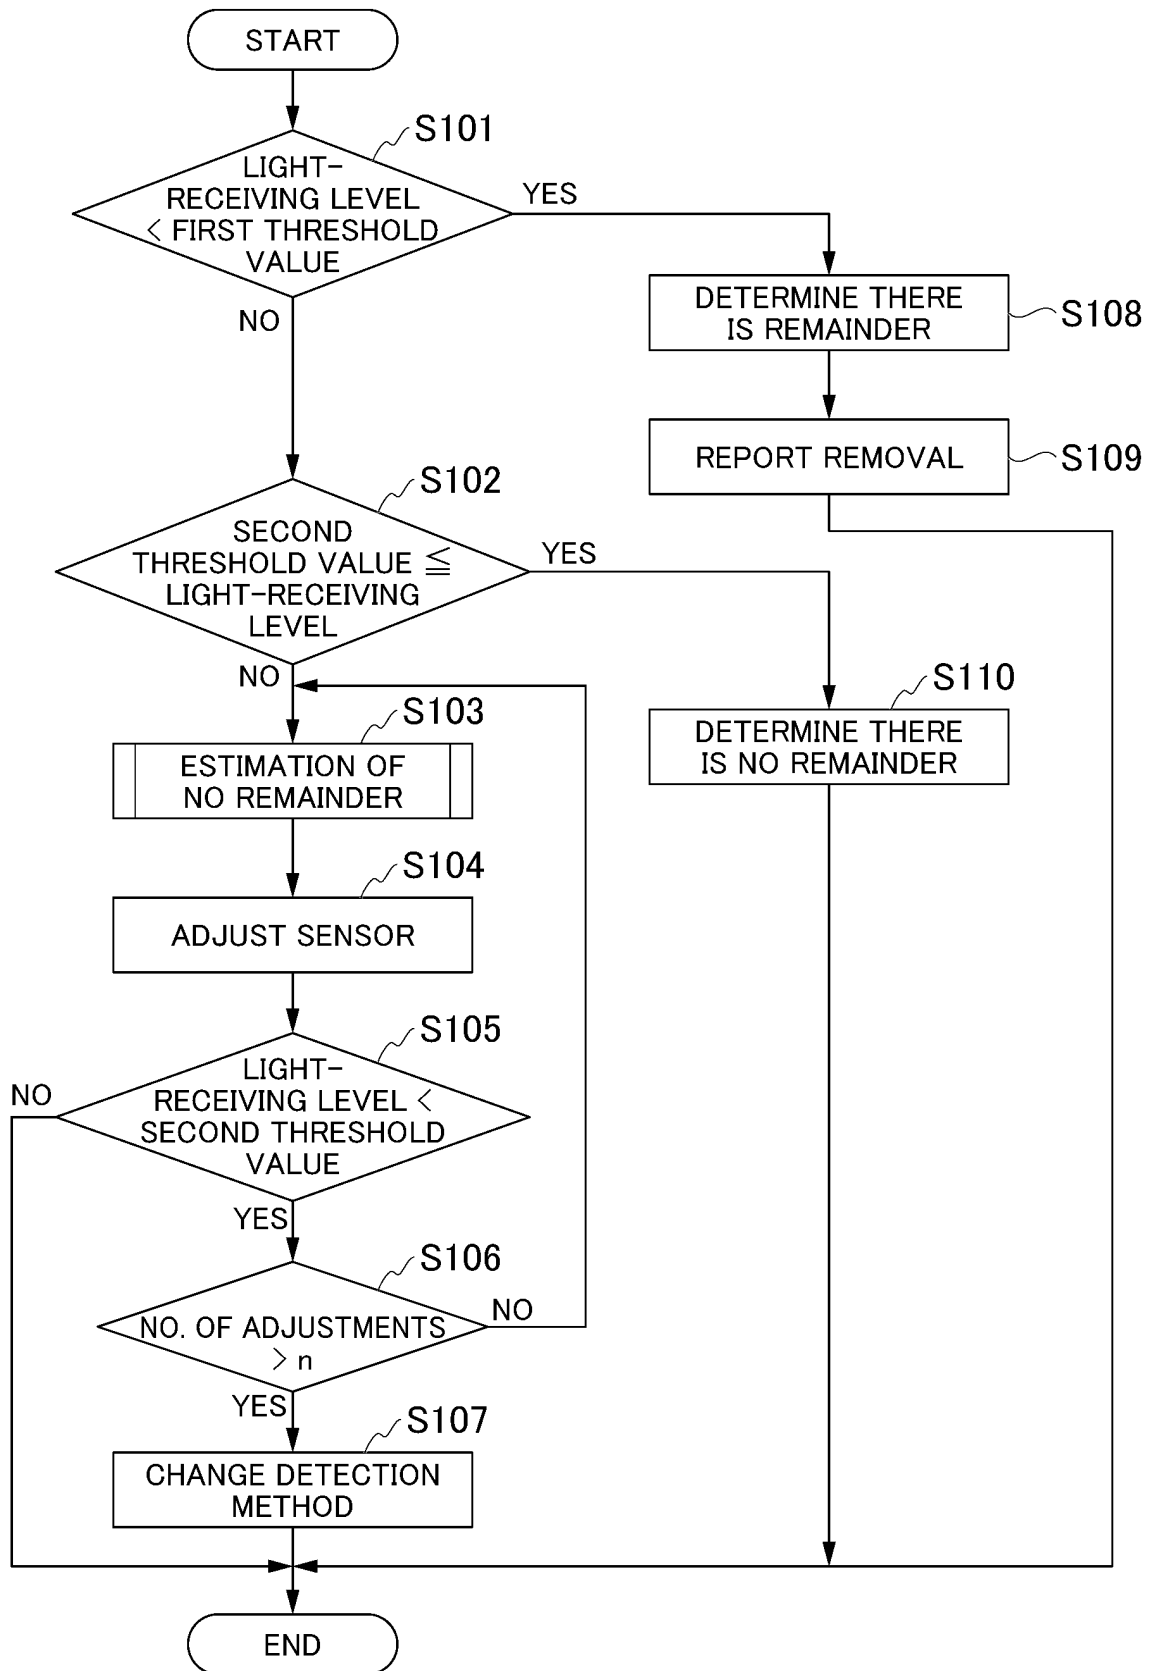 START
S101
LIGHT-
RECEIVING LEVEL
< FIRST THRESHOLD
VALUE
YES
NO
DETERMINE THERE
IS REMAINDER
S108
REPORT REMOVAL
S109
S102
SECOND
THRESHOLD VALUE ≦
LIGHT-RECEIVING
LEVEL
YES
NO
S110
DETERMINE THERE
IS NO REMAINDER
S103
ESTIMATION OF
NO REMAINDER
S104
ADJUST SENSOR
S105
LIGHT-
RECEIVING LEVEL <
SECOND THRESHOLD
VALUE
NO
YES
S106
NO. OF ADJUSTMENTS
> n
NO
YES
S107
CHANGE DETECTION
METHOD
END